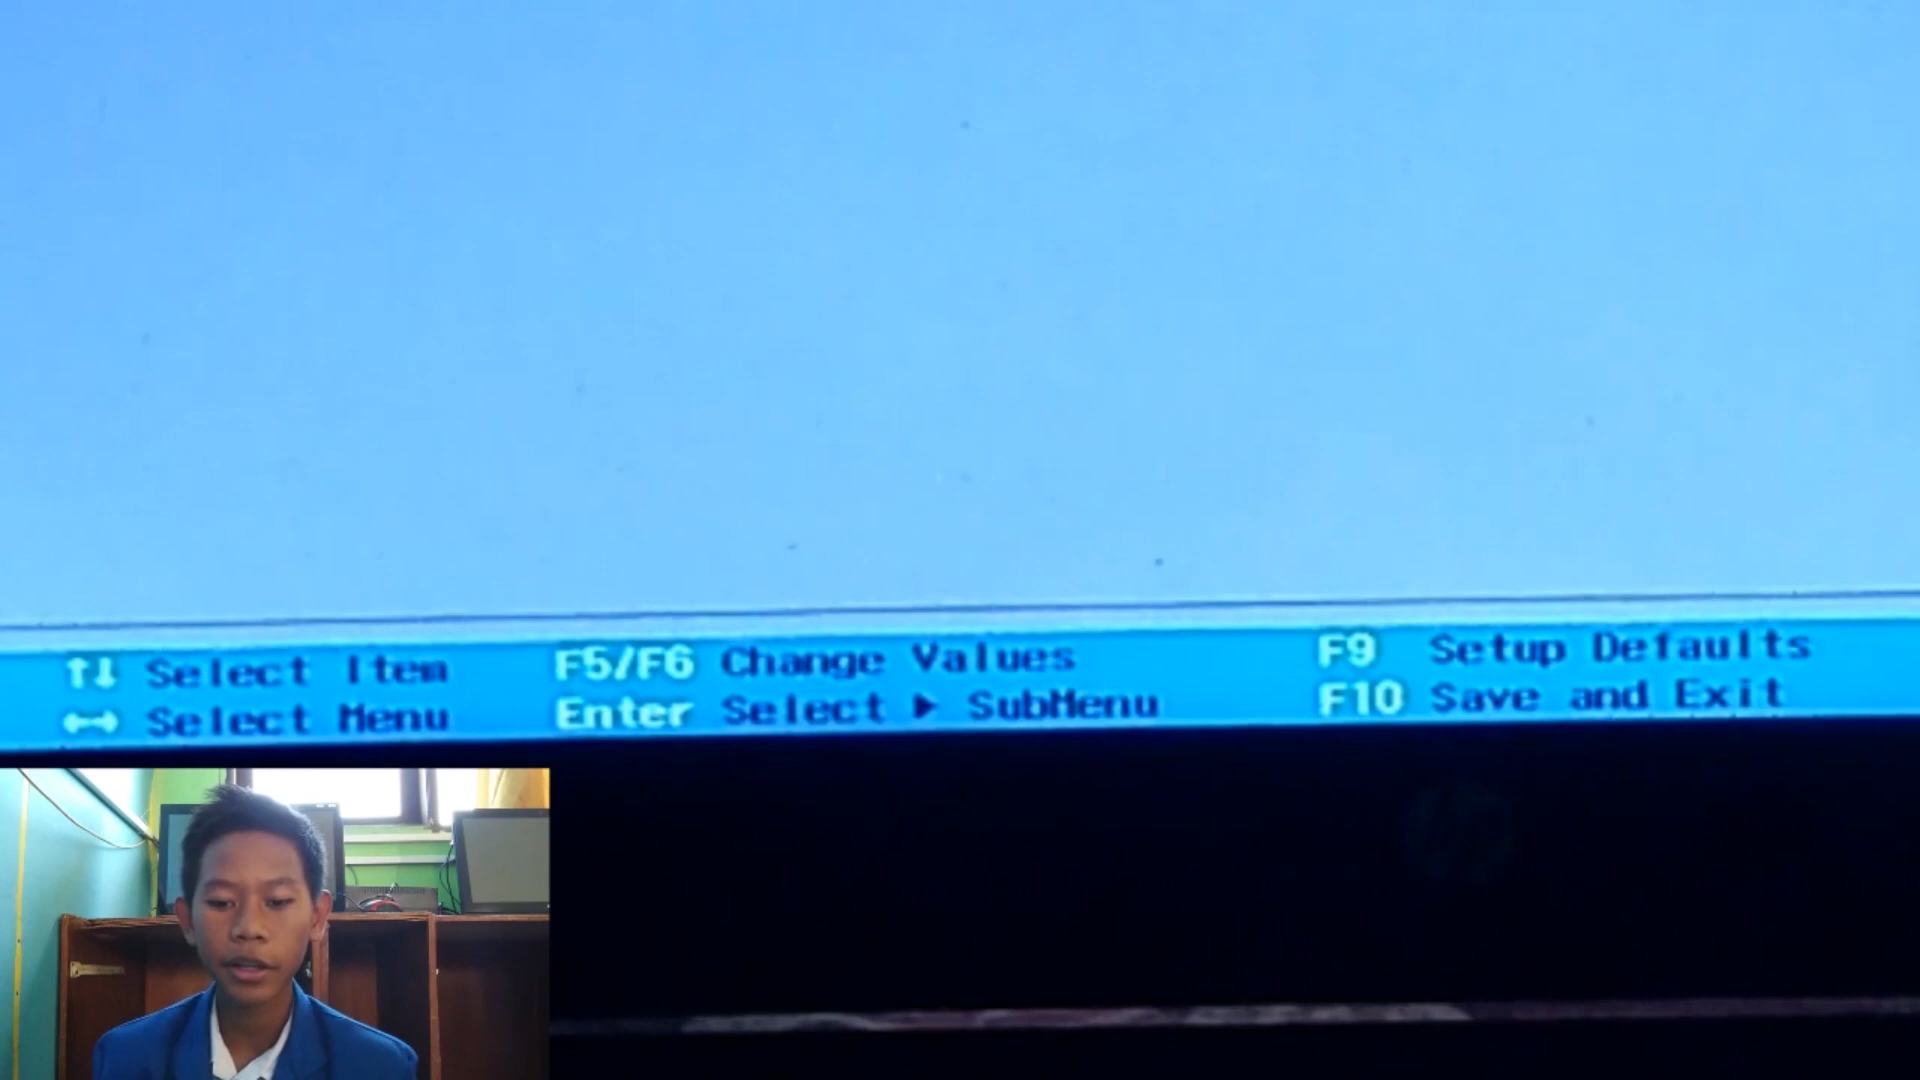 ↑↓ Select Item F5/F6 Change Values F9 Setup Defaults
↔ Select Menu Enter Select ▶ SubMenu F10 Save and Exit